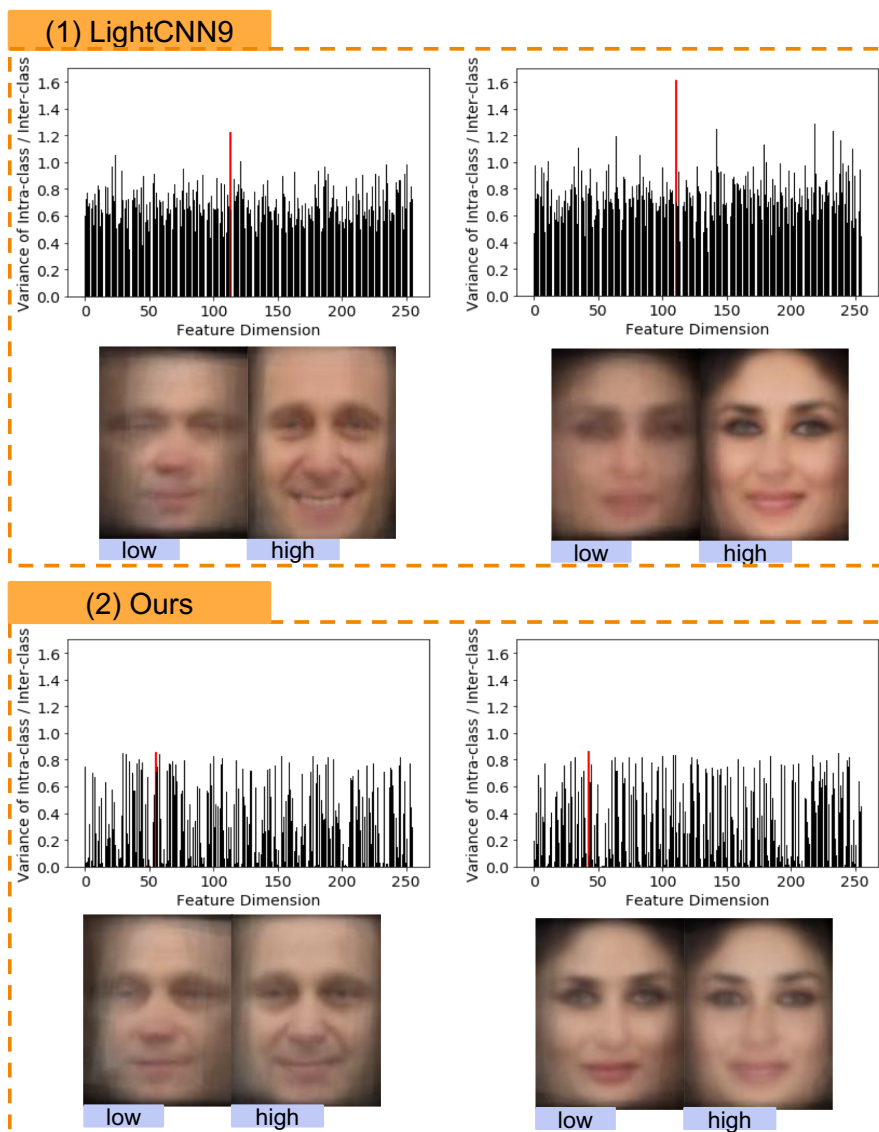 (1) LightCNN9
Variance of Intra-class / Inter-class
1.6
1.4
1.2
1.0
0.8
0.6
0.4
0.2
0.0
0 50 100 150 200 250
Feature Dimension
Variance of Intra-class / Inter-class
1.6
1.4
1.2
1.0
0.8
0.6
0.4
0.2
0.0
0 50 100 150 200 250
Feature Dimension
low high
low high
(2) Ours
Variance of Intra-class / Inter-class
1.6
1.4
1.2
1.0
0.8
0.6
0.4
0.2
0.0
0 50 100 150 200 250
Feature Dimension
Variance of Intra-class / Inter-class
1.6
1.4
1.2
1.0
0.8
0.6
0.4
0.2
0.0
0 50 100 150 200 250
Feature Dimension
low high
low high